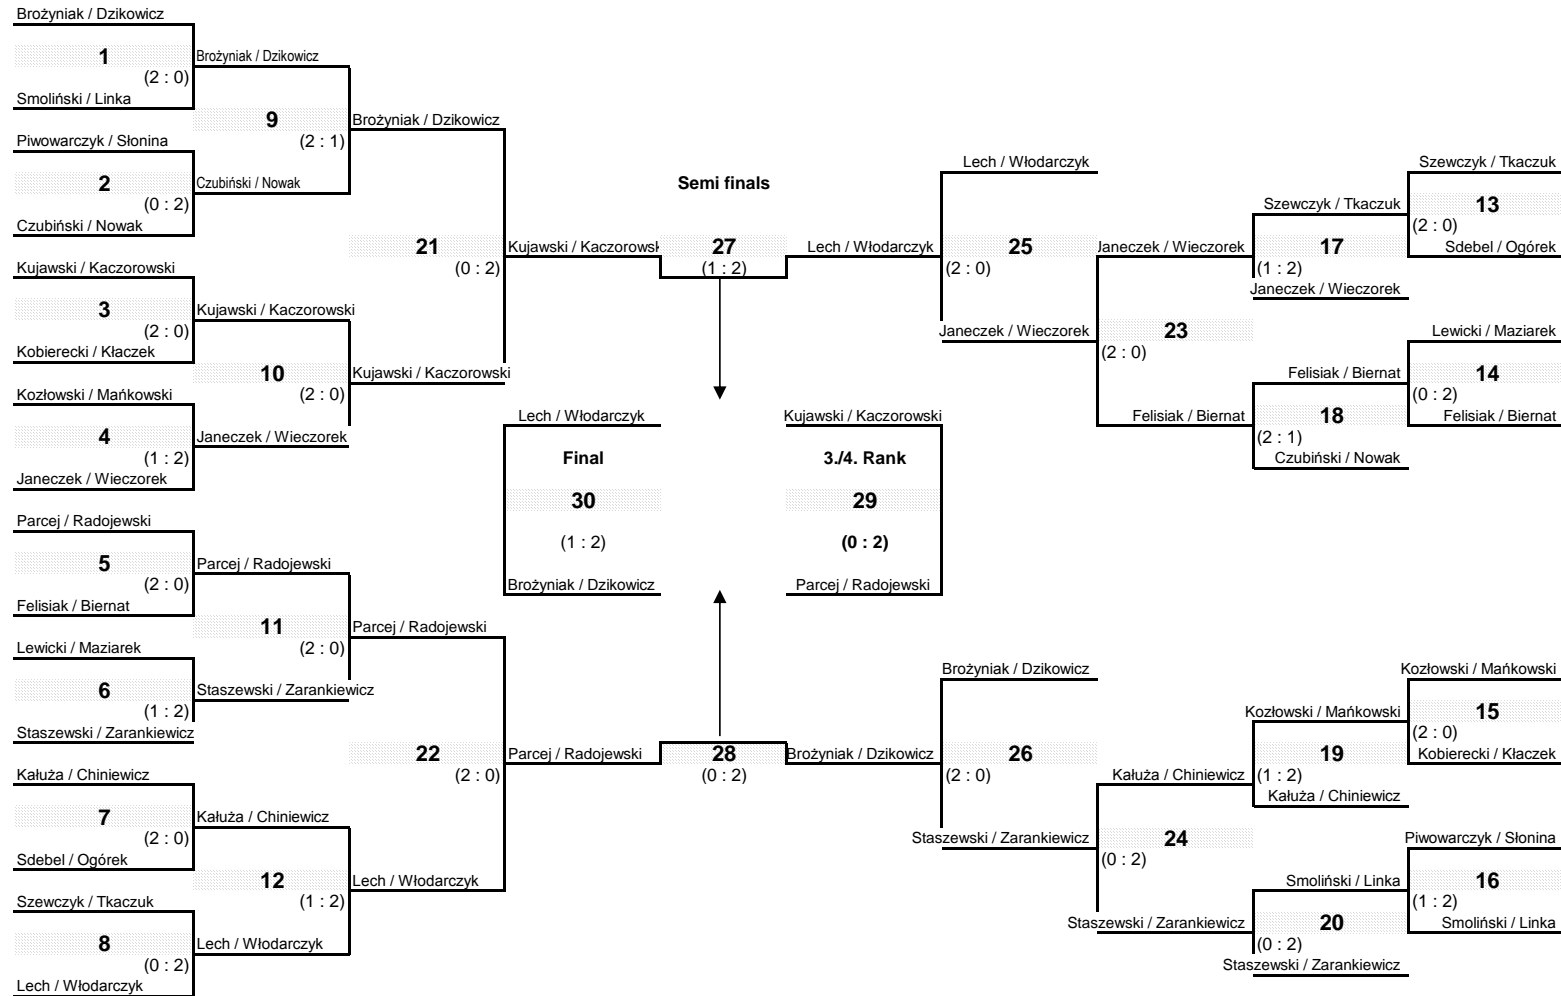 Brożyniak / Dzikowicz
1
Brożyniak / Dzikowicz
(2 : 0)
Smoliński / Linka
9
Brożyniak / Dzikowicz
(2 : 1)
Piwowarczyk / Słonina
2
Czubiński / Nowak
(0 : 2)
Czubiński / Nowak
21
Kujawski / Kaczorowsk
(0 : 2)
Kujawski / Kaczorowski
3
Kujawski / Kaczorowski
(2 : 0)
Kobierecki / Kłaczek
10
Kujawski / Kaczorowski
(2 : 0)
Kozłowski / Mańkowski
4
Janeczek / Wieczorek
(1 : 2)
Janeczek / Wieczorek
Parcej / Radojewski
5
Parcej / Radojewski
(2 : 0)
Felisiak / Biernat
11
Parcej / Radojewski
(2 : 0)
Lewicki / Maziarek
6
Staszewski / Zarankiewicz
(1 : 2)
Staszewski / Zarankiewicz
22
Parcej / Radojewski
(2 : 0)
Kałuża / Chiniewicz
7
Kałuża / Chiniewicz
(2 : 0)
Sdebel / Ogórek
12
Lech / Włodarczyk
(1 : 2)
Szewczyk / Tkaczuk
8
Lech / Włodarczyk
(0 : 2)
Lech / Włodarczyk
Semi finals
27
(1 : 2)
Lech / Włodarczyk
Final
30
(1 : 2)
Brożyniak / Dzikowicz
Kujawski / Kaczorowski
3./4. Rank
29
(0 : 2)
Parcej / Radojewski
28
(0 : 2)
Lech / Włodarczyk
Lech / Włodarczyk
25
(2 : 0)
Janeczek / Wieczorek
Janeczek / Wieczorek
23
(2 : 0)
Felisiak / Biernat
Szewczyk / Tkaczuk
17
(1 : 2)
Janeczek / Wieczorek
Szewczyk / Tkaczuk
13
(2 : 0)
Sdebel / Ogórek
Felisiak / Biernat
18
(2 : 1)
Czubiński / Nowak
Lewicki / Maziarek
14
(0 : 2)
Felisiak / Biernat
Brożyniak / Dzikowicz
Brożyniak / Dzikowicz
26
(2 : 0)
Staszewski / Zarankiewicz
Kałuża / Chiniewicz
24
(0 : 2)
Staszewski / Zarankiewicz
Kozłowski / Mańkowski
19
(1 : 2)
Kałuża / Chiniewicz
Kozłowski / Mańkowski
15
(2 : 0)
Kobierecki / Kłaczek
Smoliński / Linka
20
(0 : 2)
Staszewski / Zarankiewicz
Piwowarczyk / Słonina
16
(1 : 2)
Smoliński / Linka